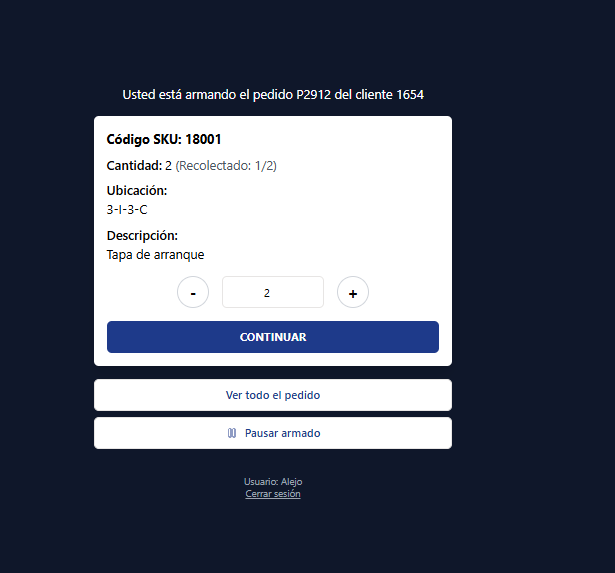 Usted está armando el pedido P2912 del cliente 1654
Código SKU: 18001
Cantidad: 2 (Recolectado: 1/2)
Ubicación:
3-I-3-C
Descripción:
Tapa de arranque
- 2 +
CONTINUAR
Ver todo el pedido
Pausar armado
Usuario: Alejo
Cerrar sesión